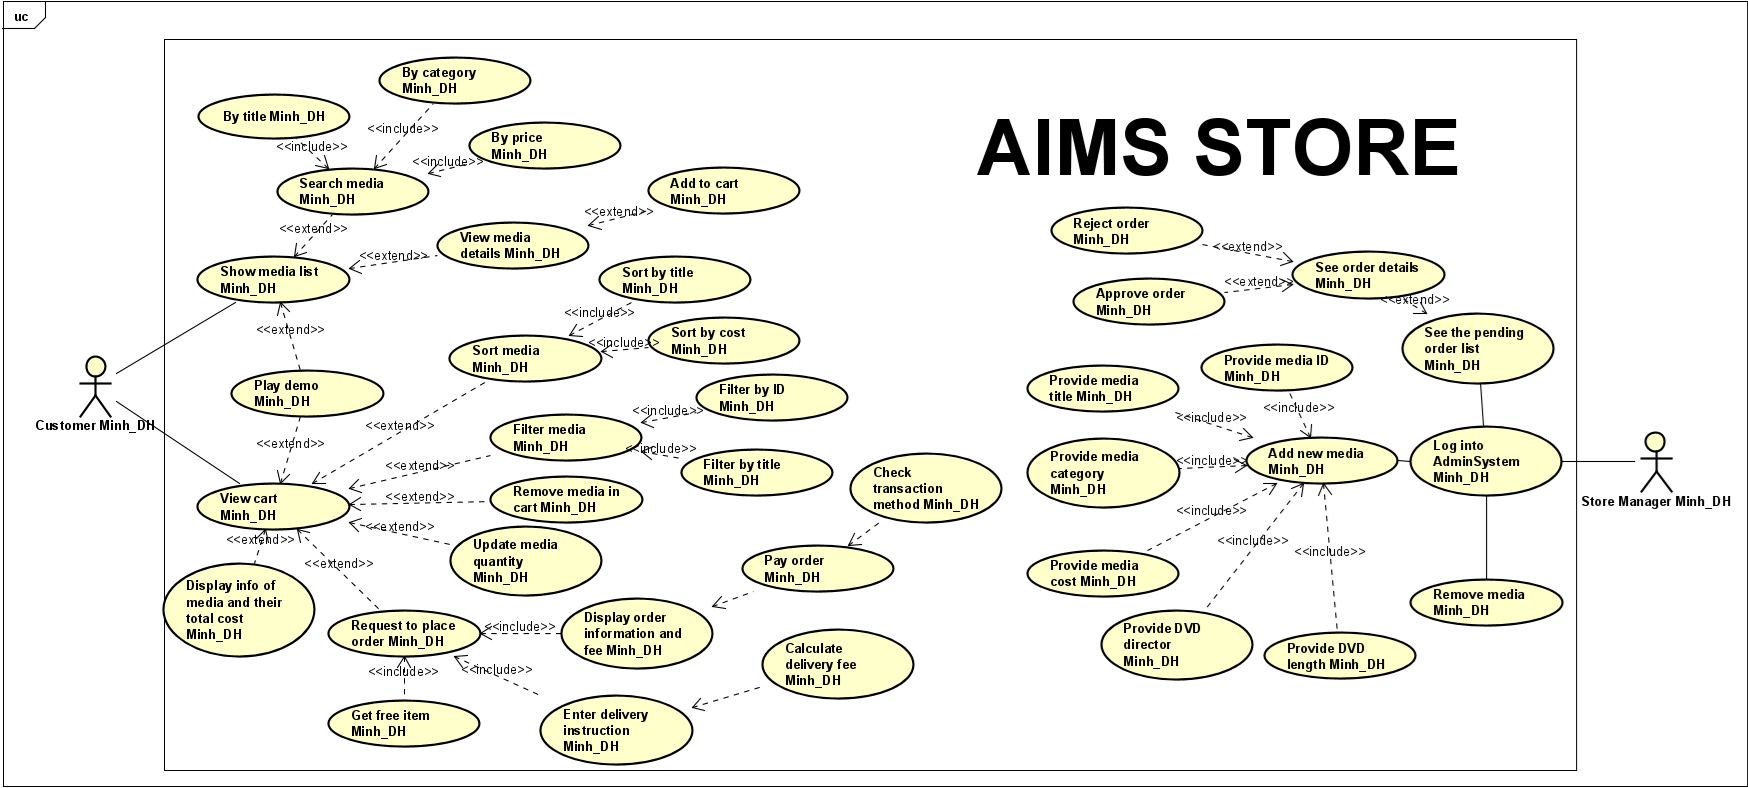 uc
By category
Minh_DH
By title Minh_DH
<<include>>
<<include>>
By price
Minh_DH
<<include>>
Search media
Minh_DH
<<extend>>
AIMS STORE
Add to cart
Minh_DH
<<extend>>
View media
details Minh_DH
<<extend>>
Show media list
Minh_DH
<<extend>>
Sort by title
Minh_DH
<<include>>
Sort by cost
Minh_DH
<<include>>
Sort media
Minh_DH
<<extend>>
Play demo
Minh_DH
<<extend>>
Customer Minh_DH
Filter by ID
Minh_DH
<<include>>
Filter media
Minh_DH
<<include>>
Filter by title
Minh_DH
<<extend>>
View cart
Minh_DH
<<extend>>
Remove media in
cart Minh_DH
<<extend>>
Update media
quantity
Minh_DH
<<extend>>
Display info of
media and their
total cost
Minh_DH
<<extend>>
Request to place
order Minh_DH
<<include>>
Display order
information and
fee Minh_DH
Pay order
Minh_DH
Check
transaction
method Minh_DH
<<include>>
Get free item
Minh_DH
<<include>>
Enter delivery
instruction
Minh_DH
Calculate
delivery fee
Minh_DH
Reject order
Minh_DH
<<extend>>
See order details
Minh_DH
Approve order
Minh_DH
<<extend>>
<<extend>>
See the pending
order list
Minh_DH
Provide media ID
Minh_DH
<<include>>
Provide media
title Minh_DH
<<include>>
Provide media
category
Minh_DH
<<include>>
Add new media
Minh_DH
Log into
AdminSystem
Minh_DH
Store Manager Minh_DH
<<include>>
Provide media
cost Minh_DH
<<include>>
Provide DVD
director
Minh_DH
<<include>>
Provide DVD
length Minh_DH
Remove media
Minh_DH